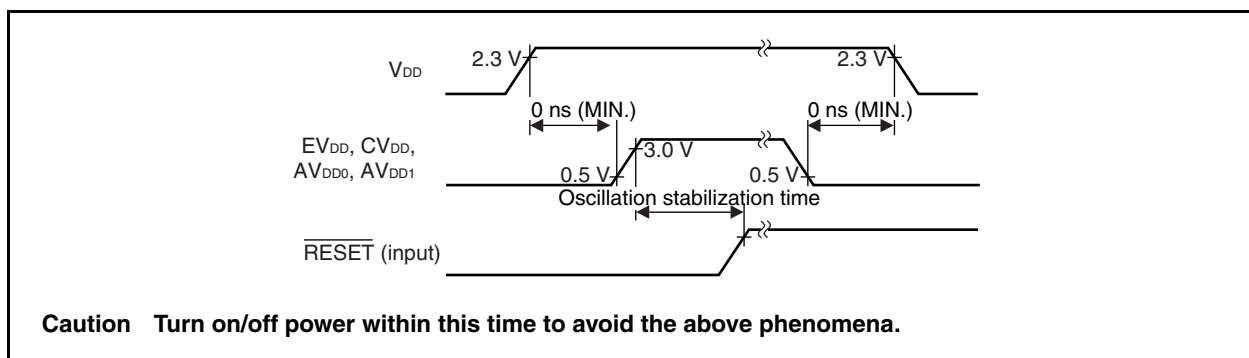 VDD
2.3 V
2.3 V
0 ns (MIN.)
0 ns (MIN.)
EVDD, CVDD,
AVDD0, AVDD1
3.0 V
0.5 V
0.5 V
Oscillation stabilization time
RESET (input)
Caution Turn on/off power within this time to avoid the above phenomena.